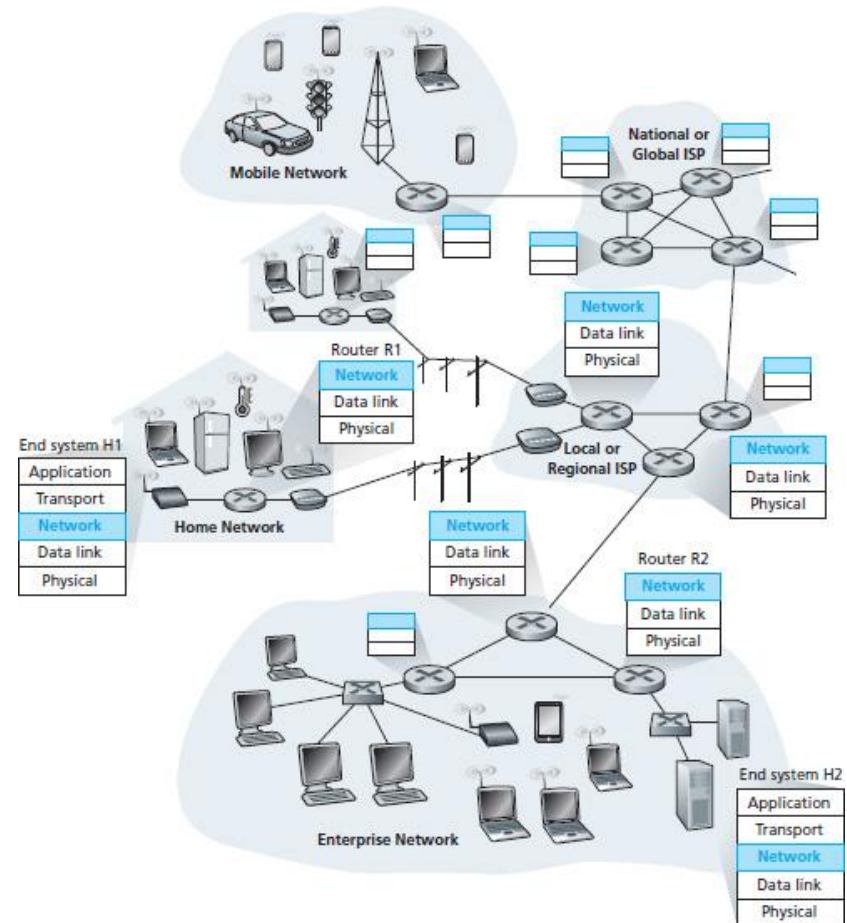 Mobile Network
National or
Global ISP
Network
Data link
Physical
Router R1
Network
Data link
Physical
End system H1
Application
Transport
Network
Data link
Physical
Home Network
Local or
Regional ISP
Network
Data link
Physical
Network
Data link
Physical
Router R2
Network
Data link
Physical
Enterprise Network
End system H2
Application
Transport
Network
Data link
Physical